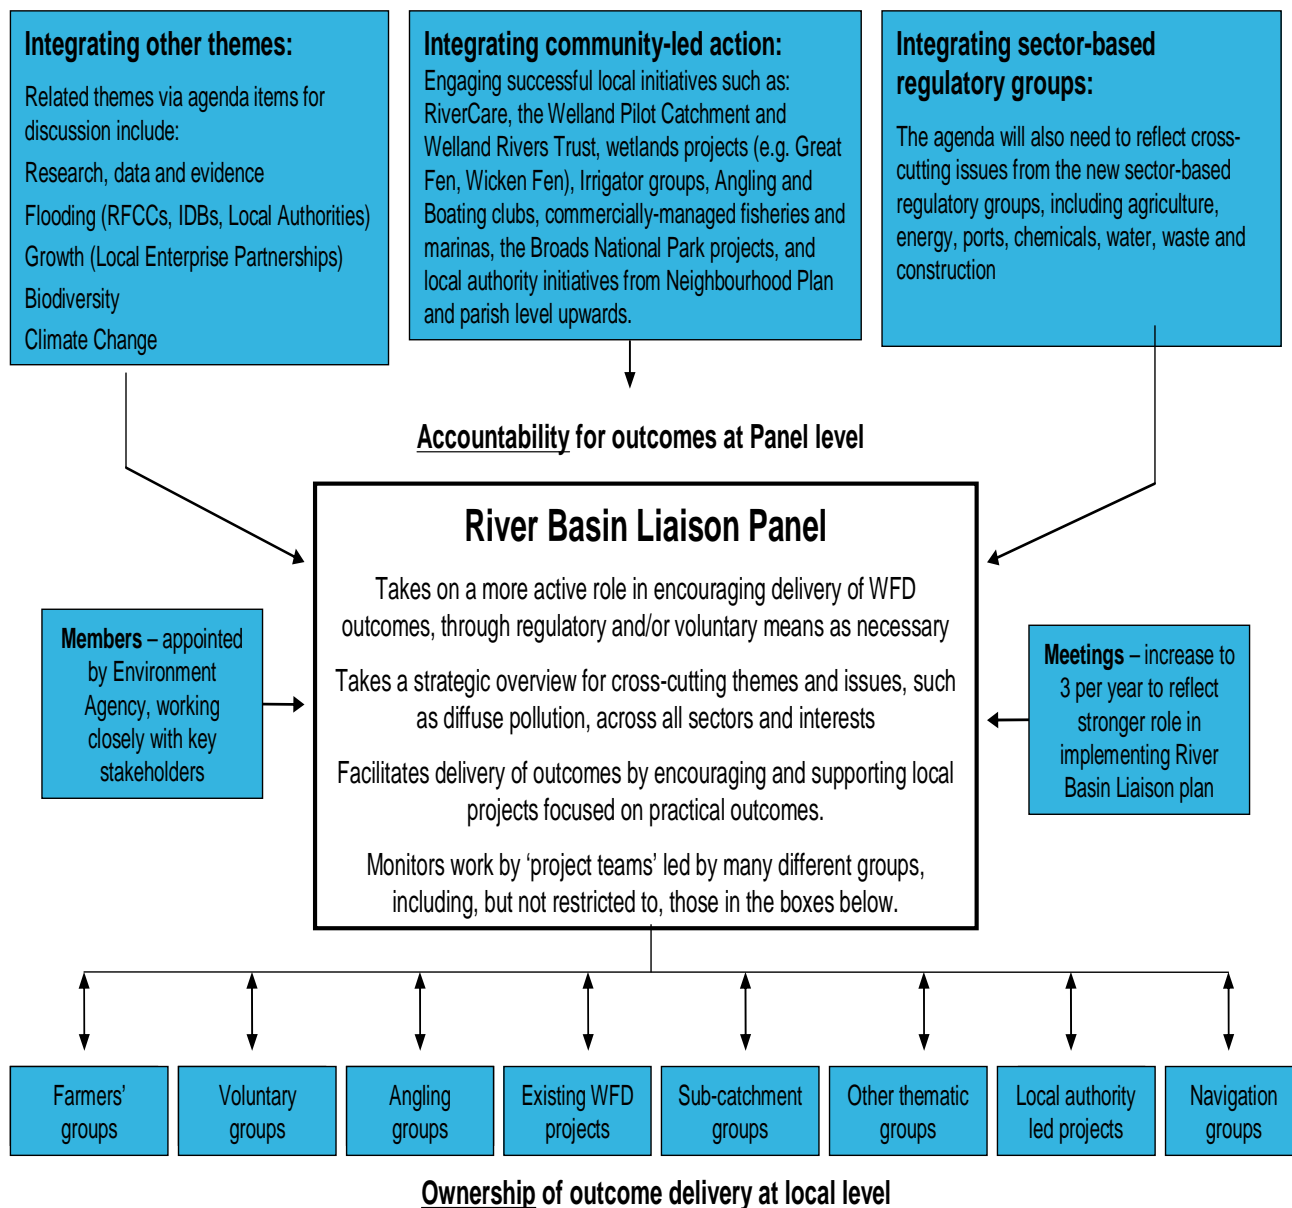 Integrating other themes:
Related themes via agenda items for
discussion include:
Research, data and evidence
Flooding (RFCCs, IDBs, Local Authorities)
Growth (Local Enterprise Partnerships)
Biodiversity
Climate Change
Integrating community-led action:
Engaging successful local initiatives such as:
RiverCare, the Welland Pilot Catchment and
Welland Rivers Trust, wetlands projects (e.g. Great
Fen, Wicken Fen), Irrigator groups, Angling and
Boating clubs, commercially-managed fisheries and
marinas, the Broads National Park projects, and
local authority initiatives from Neighbourhood Plan
and parish level upwards.
Integrating sector-based
regulatory groups:
The agenda will also need to reflect cross-
cutting issues from the new sector-based
regulatory groups, including agriculture,
energy, ports, chemicals, water, waste and
construction
Accountability for outcomes at Panel level
River Basin Liaison Panel
Takes on a more active role in encouraging delivery of WFD
outcomes, through regulatory and/or voluntary means as necessary
Takes a strategic overview for cross-cutting themes and issues, such
as diffuse pollution, across all sectors and interests
Facilitates delivery of outcomes by encouraging and supporting local
projects focused on practical outcomes.
Monitors work by ‘project teams’ led by many different groups,
including, but not restricted to, those in the boxes below.
Members – appointed
by Environment
Agency, working
closely with key
stakeholders
Meetings – increase to
3 per year to reflect
stronger role in
implementing River
Basin Liaison plan
Farmers’
groups
Voluntary
groups
Angling
groups
Existing WFD
projects
Sub-catchment
groups
Other thematic
groups
Local authority
led projects
Navigation
groups
Ownership of outcome delivery at local level